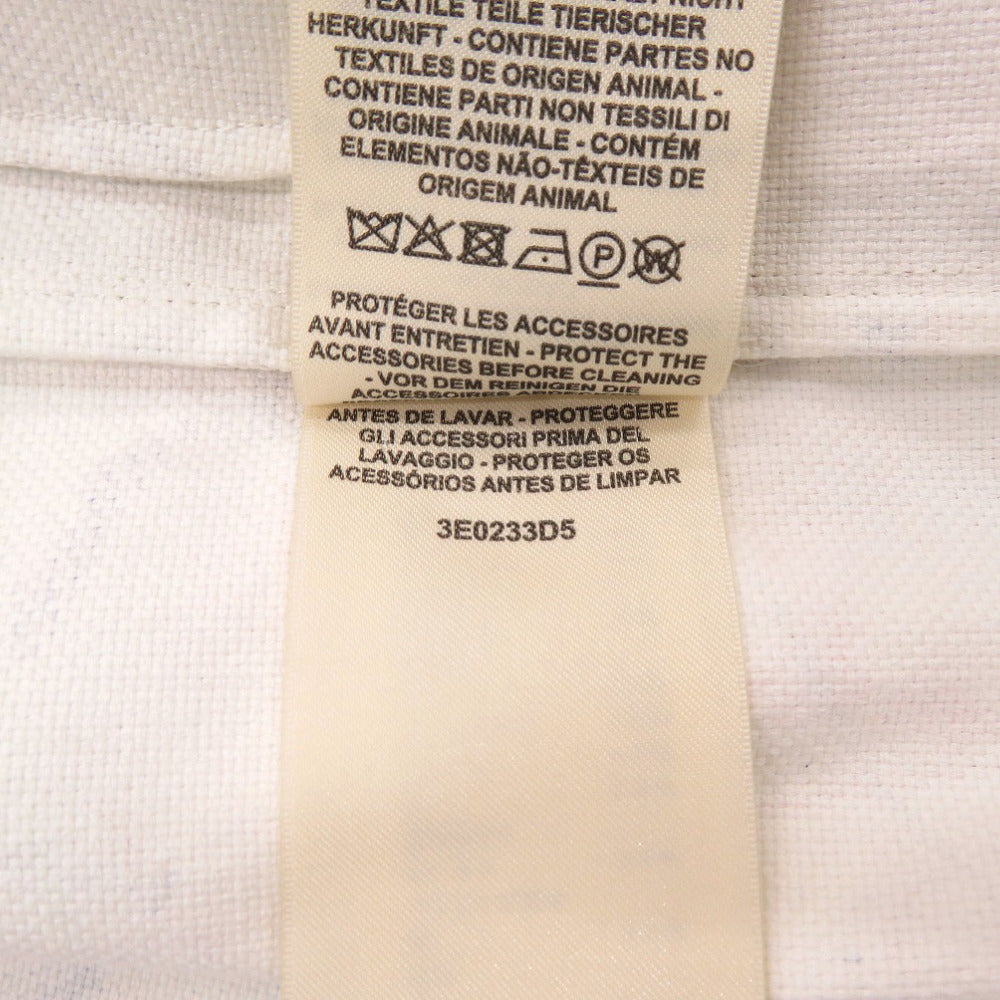 NICHT
TEXTILE TEILE TIERISCHER
HERKUNFT - CONTIENE PARTES NO
TEXTILES DE ORIGEN ANIMAL -
CONTIENE PARTI NON TESSILI DI
ORIGINE ANIMALE - CONTÉM
ELEMENTOS NÃO-TÊXTEIS DE
ORIGEM ANIMAL
P W
PROTÉGER LES ACCESSOIRES
AVANT ENTRETIEN - PROTECT THE
ACCESSORIES BEFORE CLEANING
- VOR DEM REINIGEN DIE
ANTES DE LAVAR - PROTEGGERE
GLI ACCESSORI PRIMA DEL
LAVAGGIO - PROTEGER OS
ACESSÓRIOS ANTES DE LIMPAR
3E0233D5